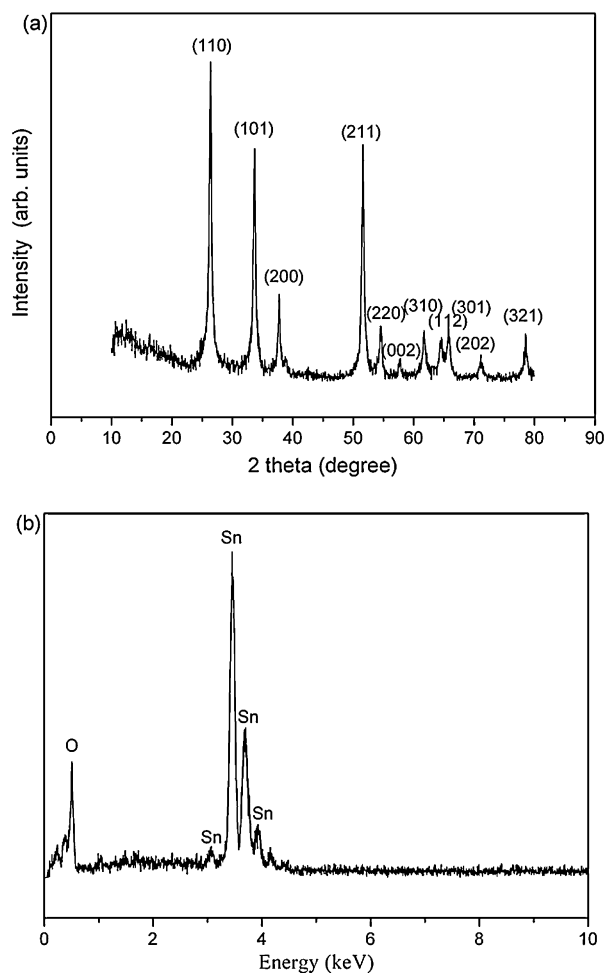 (a)
(110)
(101)
(211)
(200)
(220)
(002)
(310)
(112)
(301)
(202)
(321)
Intensity (arb. units)
0 10 20 30 40 50 60 70 80 90
2 theta (degree)
(b)
Sn
Sn
O
Sn
Sn
0 2 4 6 8 10
Energy (keV)